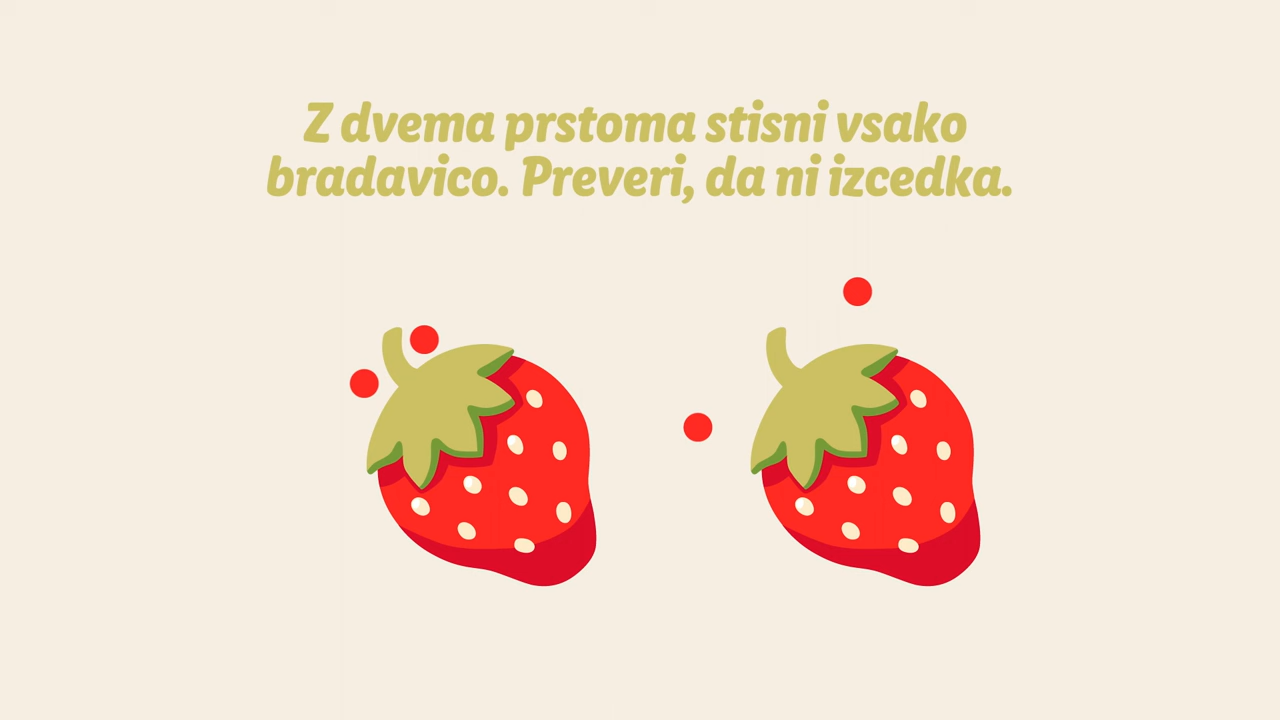 Z dvema prstoma stisni vsako
bradavico. Preveri, da ni izcedka.